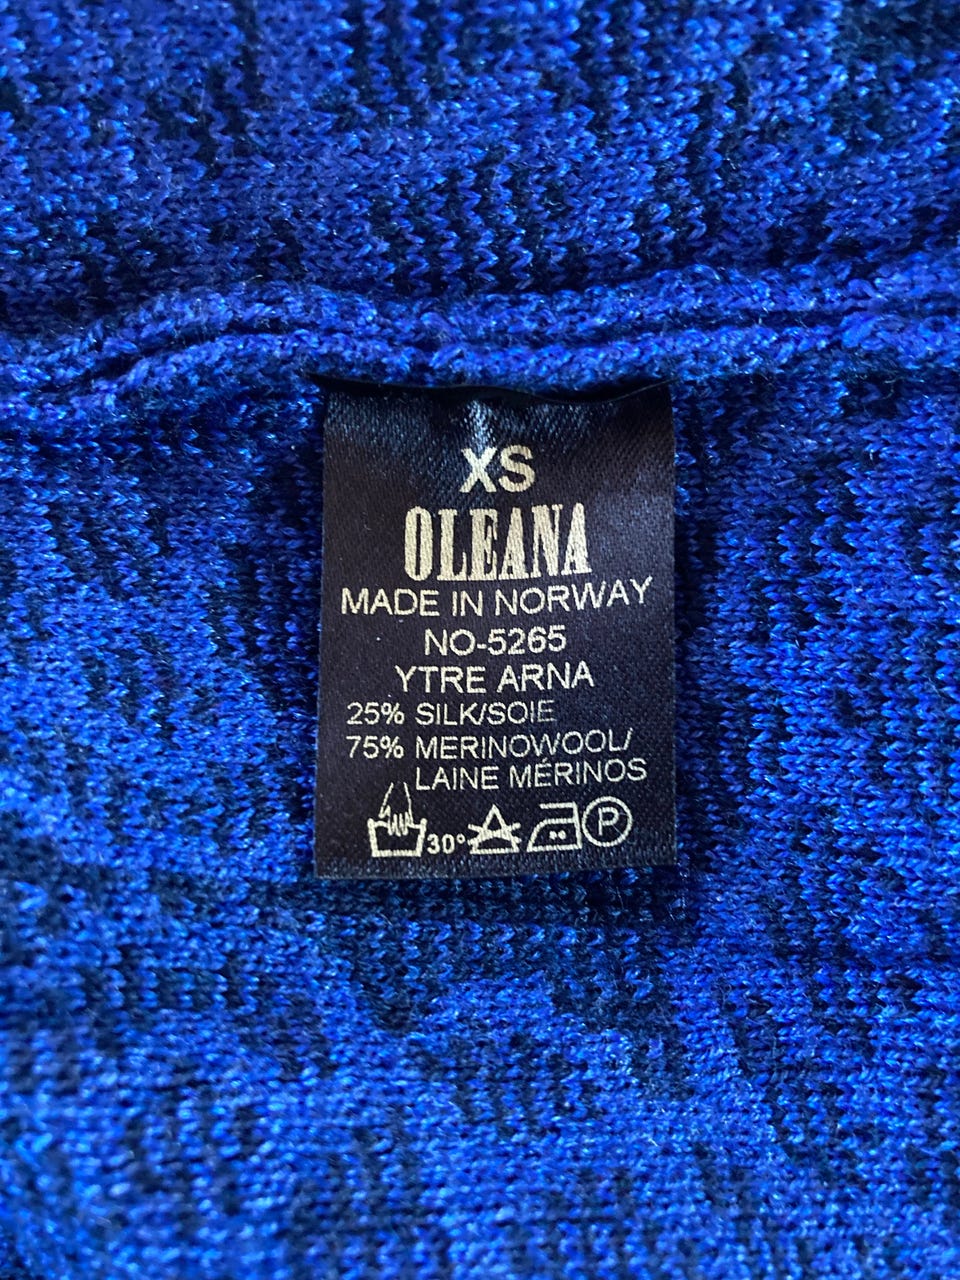 XS
OLEANA
MADE IN NORWAY
NO-5265
YTRE ARNA
25% SILK/SOIE
75% MERINOWOOL/
LAINE MÉRINOS
30° P